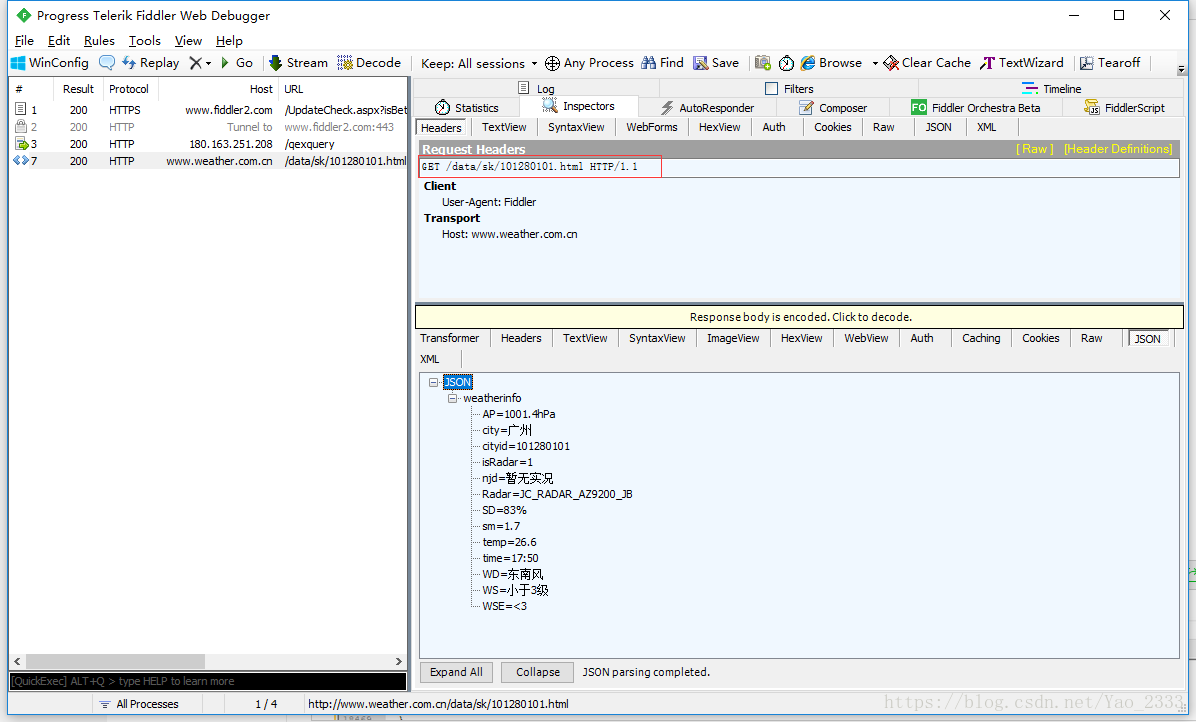 Progress Telerik Fiddler Web Debugger
File Edit Rules Tools View Help
WinConfig Replay Go Stream Decode Keep: All sessions Any Process Find Save Browse Clear Cache TextWizard Tearoff
# Result Protocol Host URL
1 200 HTTPS www.fiddler2.com /UpdateCheck.aspx?isBet
2 200 HTTP Tunnel to www.fiddler2.com:443
3 200 HTTP 180.163.251.208 /qexquery
7 200 HTTP www.weather.com.cn /data/sk/101280101.html
Log Filters Timeline
Statistics Inspectors AutoResponder Composer FO Fiddler Orchestra Beta FiddlerScript
Headers TextView SyntaxView WebForms HexView Auth Cookies Raw JSON XML
Request Headers [ Raw ] [Header Definitions]
GET /data/sk/101280101.html HTTP/1.1
Client
User-Agent: Fiddler
Transport
Host: www.weather.com.cn
Response body is encoded. Click to decode.
Transformer Headers TextView SyntaxView ImageView HexView WebView Auth Caching Cookies Raw JSON
XML
JSON
weatherinfo
AP=1001.4hPa
city=广州
cityid=101280101
isRadar=1
njd=暂无实况
Radar=JC_RADAR_AZ9200_JB
SD=83%
sm=1.7
temp=26.6
time=17:50
WD=东南风
WS=小于3级
WSE=<3
Expand All Collapse JSON parsing completed.
[QuickExec] ALT+Q > type HELP to learn more
All Processes 1 / 4 http://www.weather.com.cn/data/sk/101280101.html
https://blog.csdn.net/Yao_2333